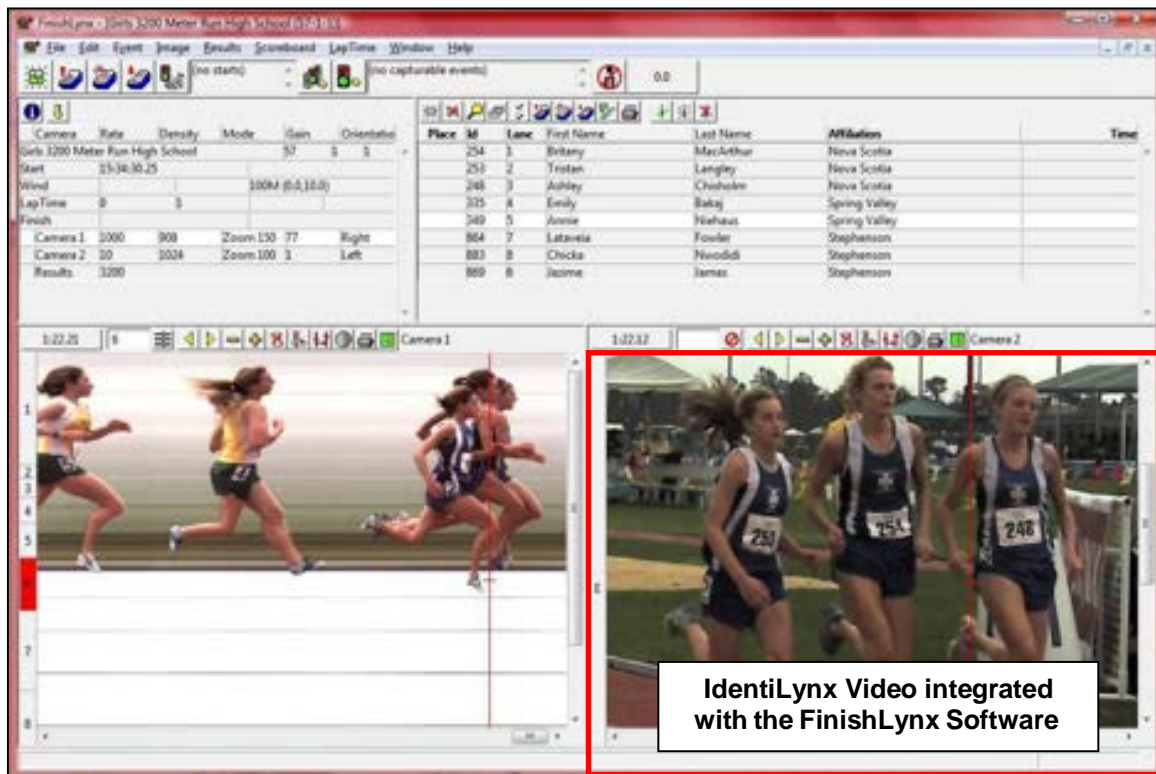 FinishLynx - [Girls 3200 Meter Run High School (57-1-1)]
File Edit Event Image Results Scoreboard LapTime Window Help
(no starts) (no capturable events) 0.0
Camera Rate Density Mode Gain Orientatio
Girls 3200 Meter Run High School 57 1 1
Start 15:34:30.25
Wind 100M (0.0,10.0)
LapTime 0 1
Finish
Camera 1 1000 908 Zoom 150 77 Right
Camera 2 10 1024 Zoom 100 1 Left
Results 3200
Place Id Lane First Name Last Name Affiliation Time
254 1 Britany MacArthur Nova Scotia
253 2 Tristan Langley Nova Scotia
248 3 Ashley Chisholm Nova Scotia
335 4 Emily Bakaj Spring Valley
349 5 Annie Niehaus Spring Valley
864 7 Lataveia Fowler Stephenson
883 8 Chicka Nwodidi Stephenson
869 6 Jazime James Stephenson
1:22.21 6 Camera 1
1:22.12 Camera 2
1
2
3
4
5
7
8
253 254 248
IdentiLynx Video integrated
with the FinishLynx Software